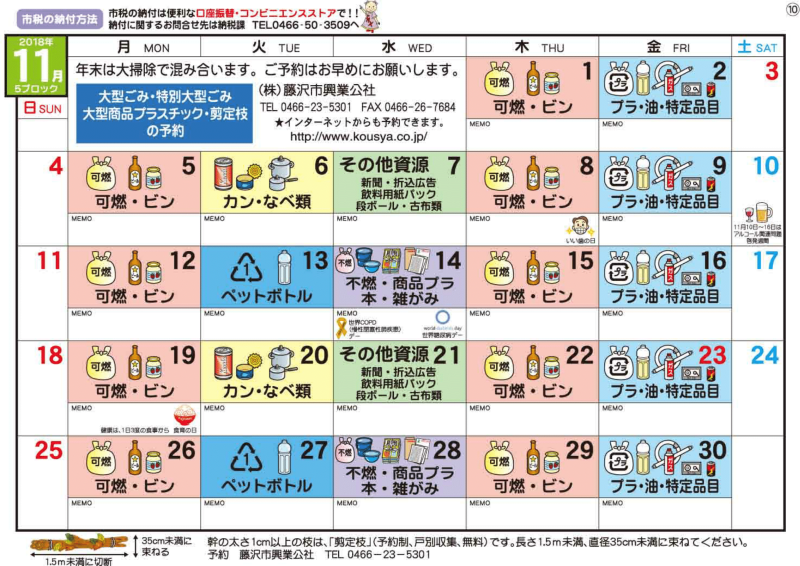 市税の納付方法
市税の納付は便利な口座振替・コンビニエンスストアで!!
納付に関するお問合せ先は納税課 TEL0466-50-3509へ
⑩
2018年
11月
5ブロック
月 MON
火 TUE
水 WED
木 THU
金 FRI
土 SAT
日 SUN
年末は大掃除で混み合います。ご予約はお早めにお願いします。
大型ごみ・特別大型ごみ
大型商品プラスチック・剪定枝
の予約
(株)藤沢市興業公社
TEL 0466-23-5301 FAX 0466-26-7684
★インターネットからも予約できます。
http://www.kousya.co.jp/
可燃 1
可燃・ビン
MEMO
プラ 2
プラ・油・特定品目
MEMO
3
4
可燃 5
可燃・ビン
MEMO
6
カン・なべ類
MEMO
その他資源 7
新聞・折込広告
飲料用紙パック
段ボール・古布類
MEMO
可燃 8
可燃・ビン
MEMO
いい歯の日
プラ 9
プラ・油・特定品目
MEMO
10
11月10日~16日は
アルコール関連問題
啓発週間
11
可燃 12
可燃・ビン
MEMO
1 13
ペットボトル
MEMO
不燃 14
不燃・商品プラ
本・雑がみ
MEMO
世界COPD
(慢性閉塞性肺疾患)
デー
world diabetes day
世界糖尿病デー
可燃 15
可燃・ビン
MEMO
プラ 16
プラ・油・特定品目
MEMO
17
18
可燃 19
可燃・ビン
MEMO
健康は、1日3度の食事から 食育の日
20
カン・なべ類
MEMO
その他資源 21
新聞・折込広告
飲料用紙パック
段ボール・古布類
MEMO
可燃 22
可燃・ビン
MEMO
プラ 23
プラ・油・特定品目
MEMO
24
25
可燃 26
可燃・ビン
MEMO
1 27
ペットボトル
MEMO
不燃 28
不燃・商品プラ
本・雑がみ
MEMO
可燃 29
可燃・ビン
MEMO
プラ 30
プラ・油・特定品目
MEMO
35cm未満に
束ねる
1.5m未満に切断
幹の太さ1cm以上の枝は、「剪定枝」(予約制、戸別収集、無料)です。長さ1.5m未満、直径35cm未満に束ねてください。
予約 藤沢市興業公社 TEL 0466-23-5301